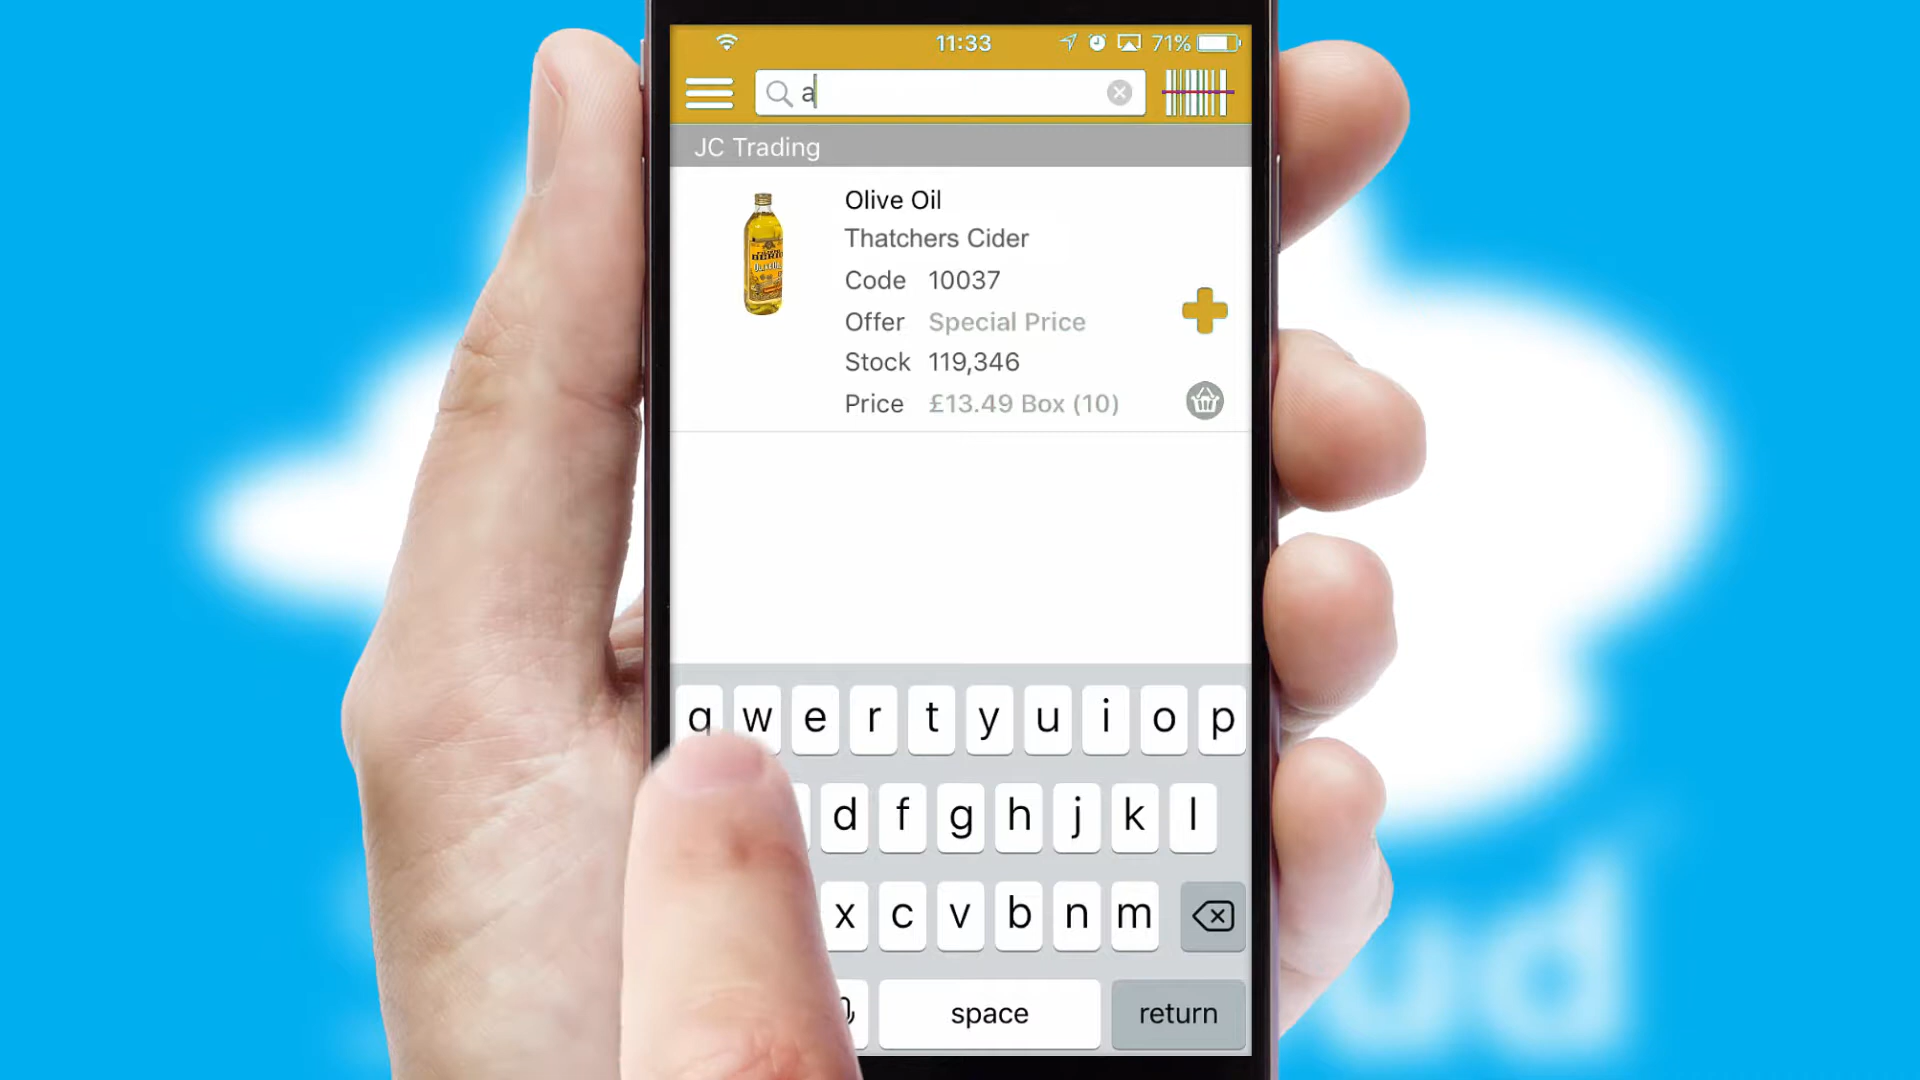 11:33
71%
a
JC Trading
Olive Oil
Thatchers Cider
Code 10037
Offer Special Price
Stock 119,346
Price £13.49 Box (10)
q w e r t y u i o p
d f g h j k l
x c v b n m
space return
ud